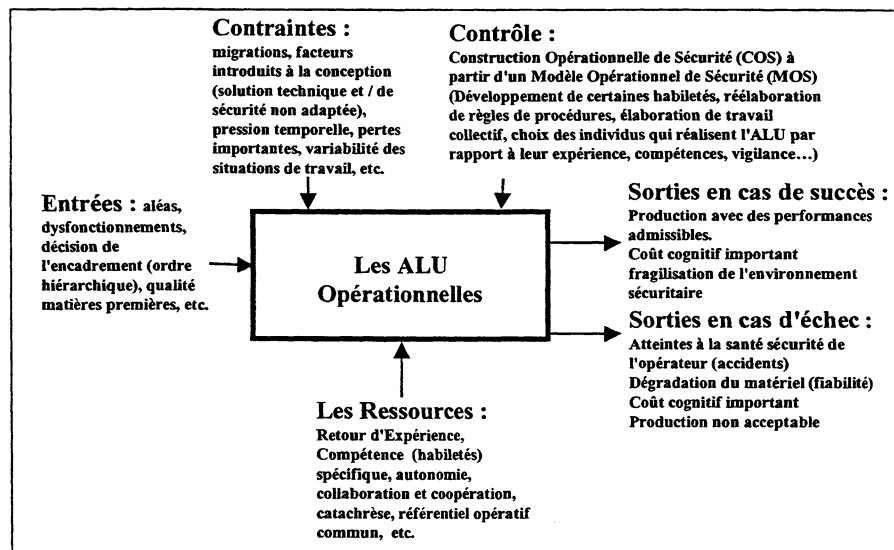 Contraintes :
migrations, facteurs
introduits à la conception
(solution technique et / de
sécurité non adaptée),
pression temporelle, pertes
importantes, variabilité des
situations de travail, etc.
Contrôle :
Construction Opérationnelle de Sécurité (COS) à
partir d'un Modèle Opérationnel de Sécurité (MOS)
(Développement de certaines habiletés, réélaboration
de règles de procédures, élaboration de travail
collectif, choix des individus qui réalisent l'ALU par
rapport à leur expérience, compétences, vigilance…)
Entrées : aléas,
dysfonctionnements,
décision de
l'encadrement (ordre
hiérarchique), qualité
matières premières, etc.
Les ALU
Opérationnelles
Sorties en cas de succès :
Production avec des performances
admissibles.
Coût cognitif important
fragilisation de l'environnement
sécuritaire
Sorties en cas d'échec :
Atteintes à la santé sécurité de
l'opérateur (accidents)
Dégradation du matériel (fiabilité)
Coût cognitif important
Production non acceptable
Les Ressources :
Retour d'Expérience,
Compétence (habiletés)
spécifique, autonomie,
collaboration et coopération,
catachrèse, référentiel opératif
commun, etc.